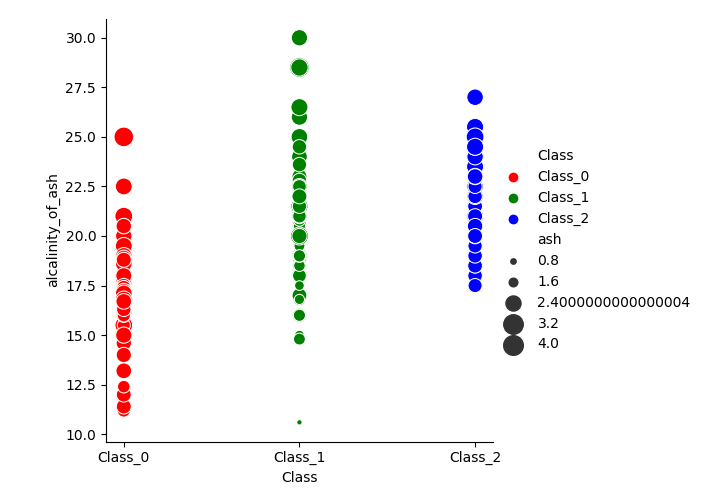 30.0
27.5
25.0
22.5
20.0
17.5
15.0
12.5
10.0
alcalinity_of_ash
Class_0 Class_1 Class_2
Class
Class
Class_0
Class_1
Class_2
ash
0.8
1.6
2.4000000000000004
3.2
4.0